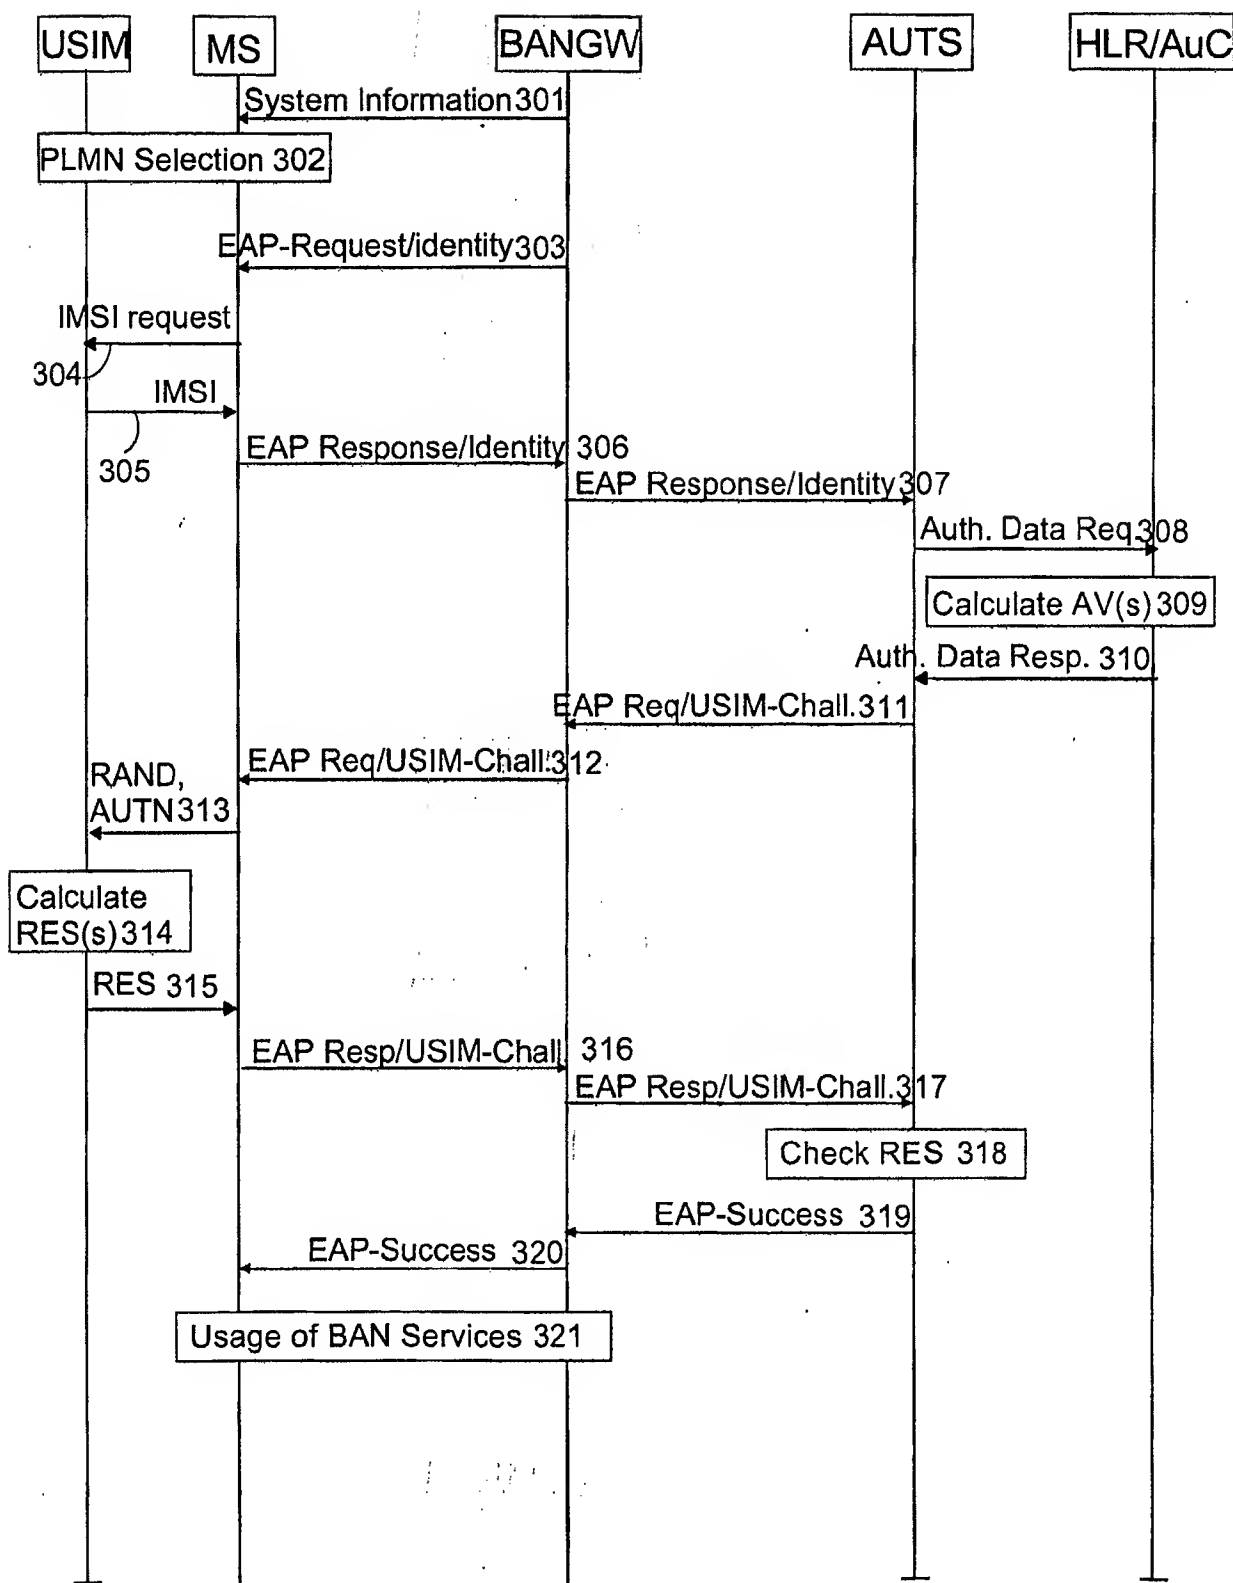 USIM MS BANGW AUTS HLR/AuC
System Information 301
PLMN Selection 302
EAP-Request/identity 303
IMSI request
304
IMSI
305
EAP Response/Identity 306
EAP Response/Identity 307
Auth. Data Req. 308
Calculate AV(s) 309
Auth. Data Resp. 310
EAP Req/USIM-Chall. 311
EAP Req/USIM-Chall. 312
RAND,
AUTN 313
Calculate
RES(s) 314
RES 315
EAP Resp/USIM-Chall 316
EAP Resp/USIM-Chall. 317
Check RES 318
EAP-Success 319
EAP-Success 320
Usage of BAN Services 321